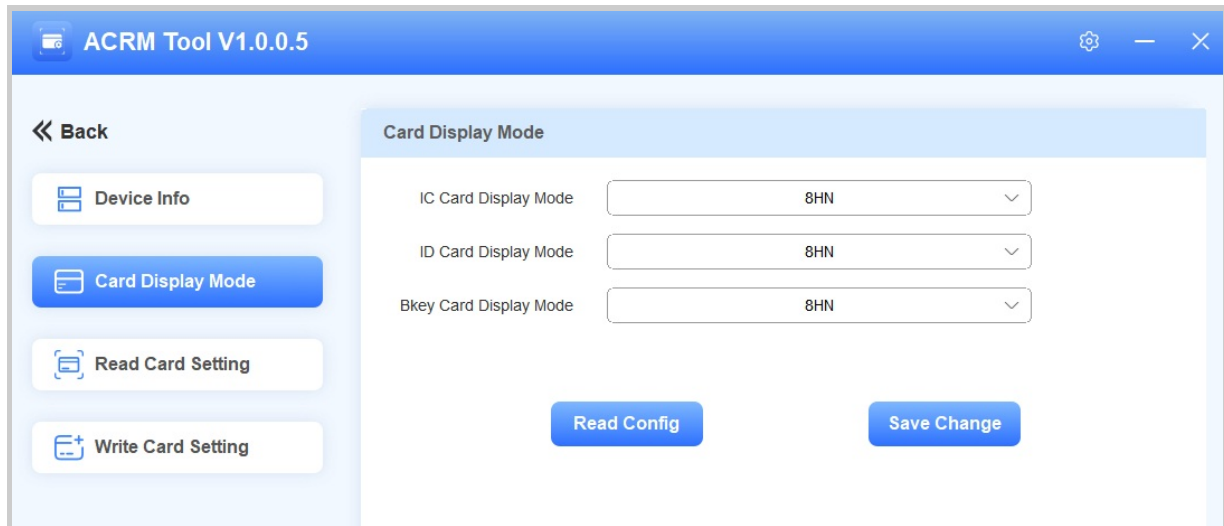 ACRM Tool V1.0.0.5
Back
Device Info
Card Display Mode
Read Card Setting
Write Card Setting
Card Display Mode
IC Card Display Mode 8HN
ID Card Display Mode 8HN
Bkey Card Display Mode 8HN
Read Config Save Change